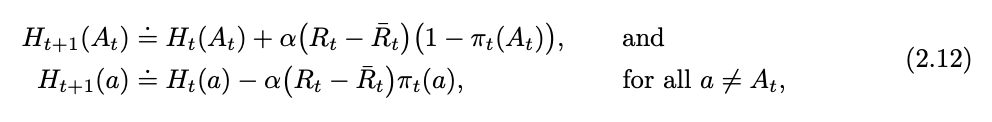 H_{t+1}(A_t) ≐ H_t(A_t) + α(R_t − R̄_t)(1 − π_t(A_t)), and
H_{t+1}(a) ≐ H_t(a) − α(R_t − R̄_t)π_t(a), for all a ≠ A_t, (2.12)